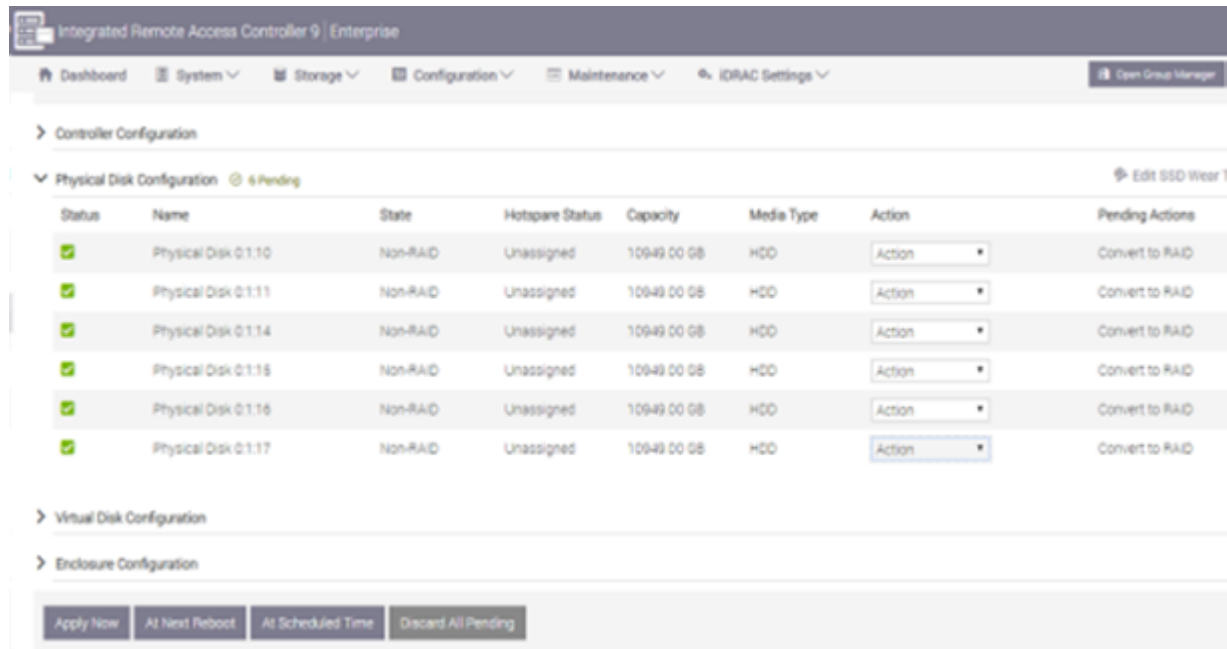 Integrated Remote Access Controller 9 | Enterprise
Dashboard System Storage Configuration Maintenance iDRAC Settings Open Group Manager
Controller Configuration
Physical Disk Configuration 6 Pending Edit SSD Wear T
Status Name State Hotspare Status Capacity Media Type Action Pending Actions
Physical Disk 0:1:10 Non-RAID Unassigned 10949.00 GB HDD Action Convert to RAID
Physical Disk 0:1:11 Non-RAID Unassigned 10949.00 GB HDD Action Convert to RAID
Physical Disk 0:1:14 Non-RAID Unassigned 10949.00 GB HDD Action Convert to RAID
Physical Disk 0:1:15 Non-RAID Unassigned 10949.00 GB HDD Action Convert to RAID
Physical Disk 0:1:16 Non-RAID Unassigned 10949.00 GB HDD Action Convert to RAID
Physical Disk 0:1:17 Non-RAID Unassigned 10949.00 GB HDD Action Convert to RAID
Virtual Disk Configuration
Enclosure Configuration
Apply Now At Next Reboot At Scheduled Time Discard All Pending